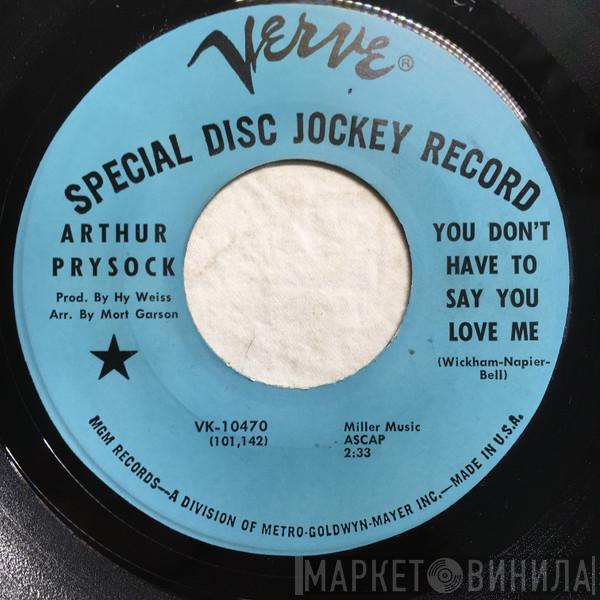 VERVE®
SPECIAL DISC JOCKEY RECORD
ARTHUR
PRYSOCK
Prod. By Hy Weiss
Arr. By Mort Garson
YOU DON'T
HAVE TO
SAY YOU
LOVE ME
(Wickham-Napier-
Bell)
VK-10470
(101,142)
Miller Music
ASCAP
2:33
MGM RECORDS—A DIVISION OF METRO-GOLDWYN-MAYER INC.—MADE IN U.S.A.
МАРКЕТ ВИНИЛА